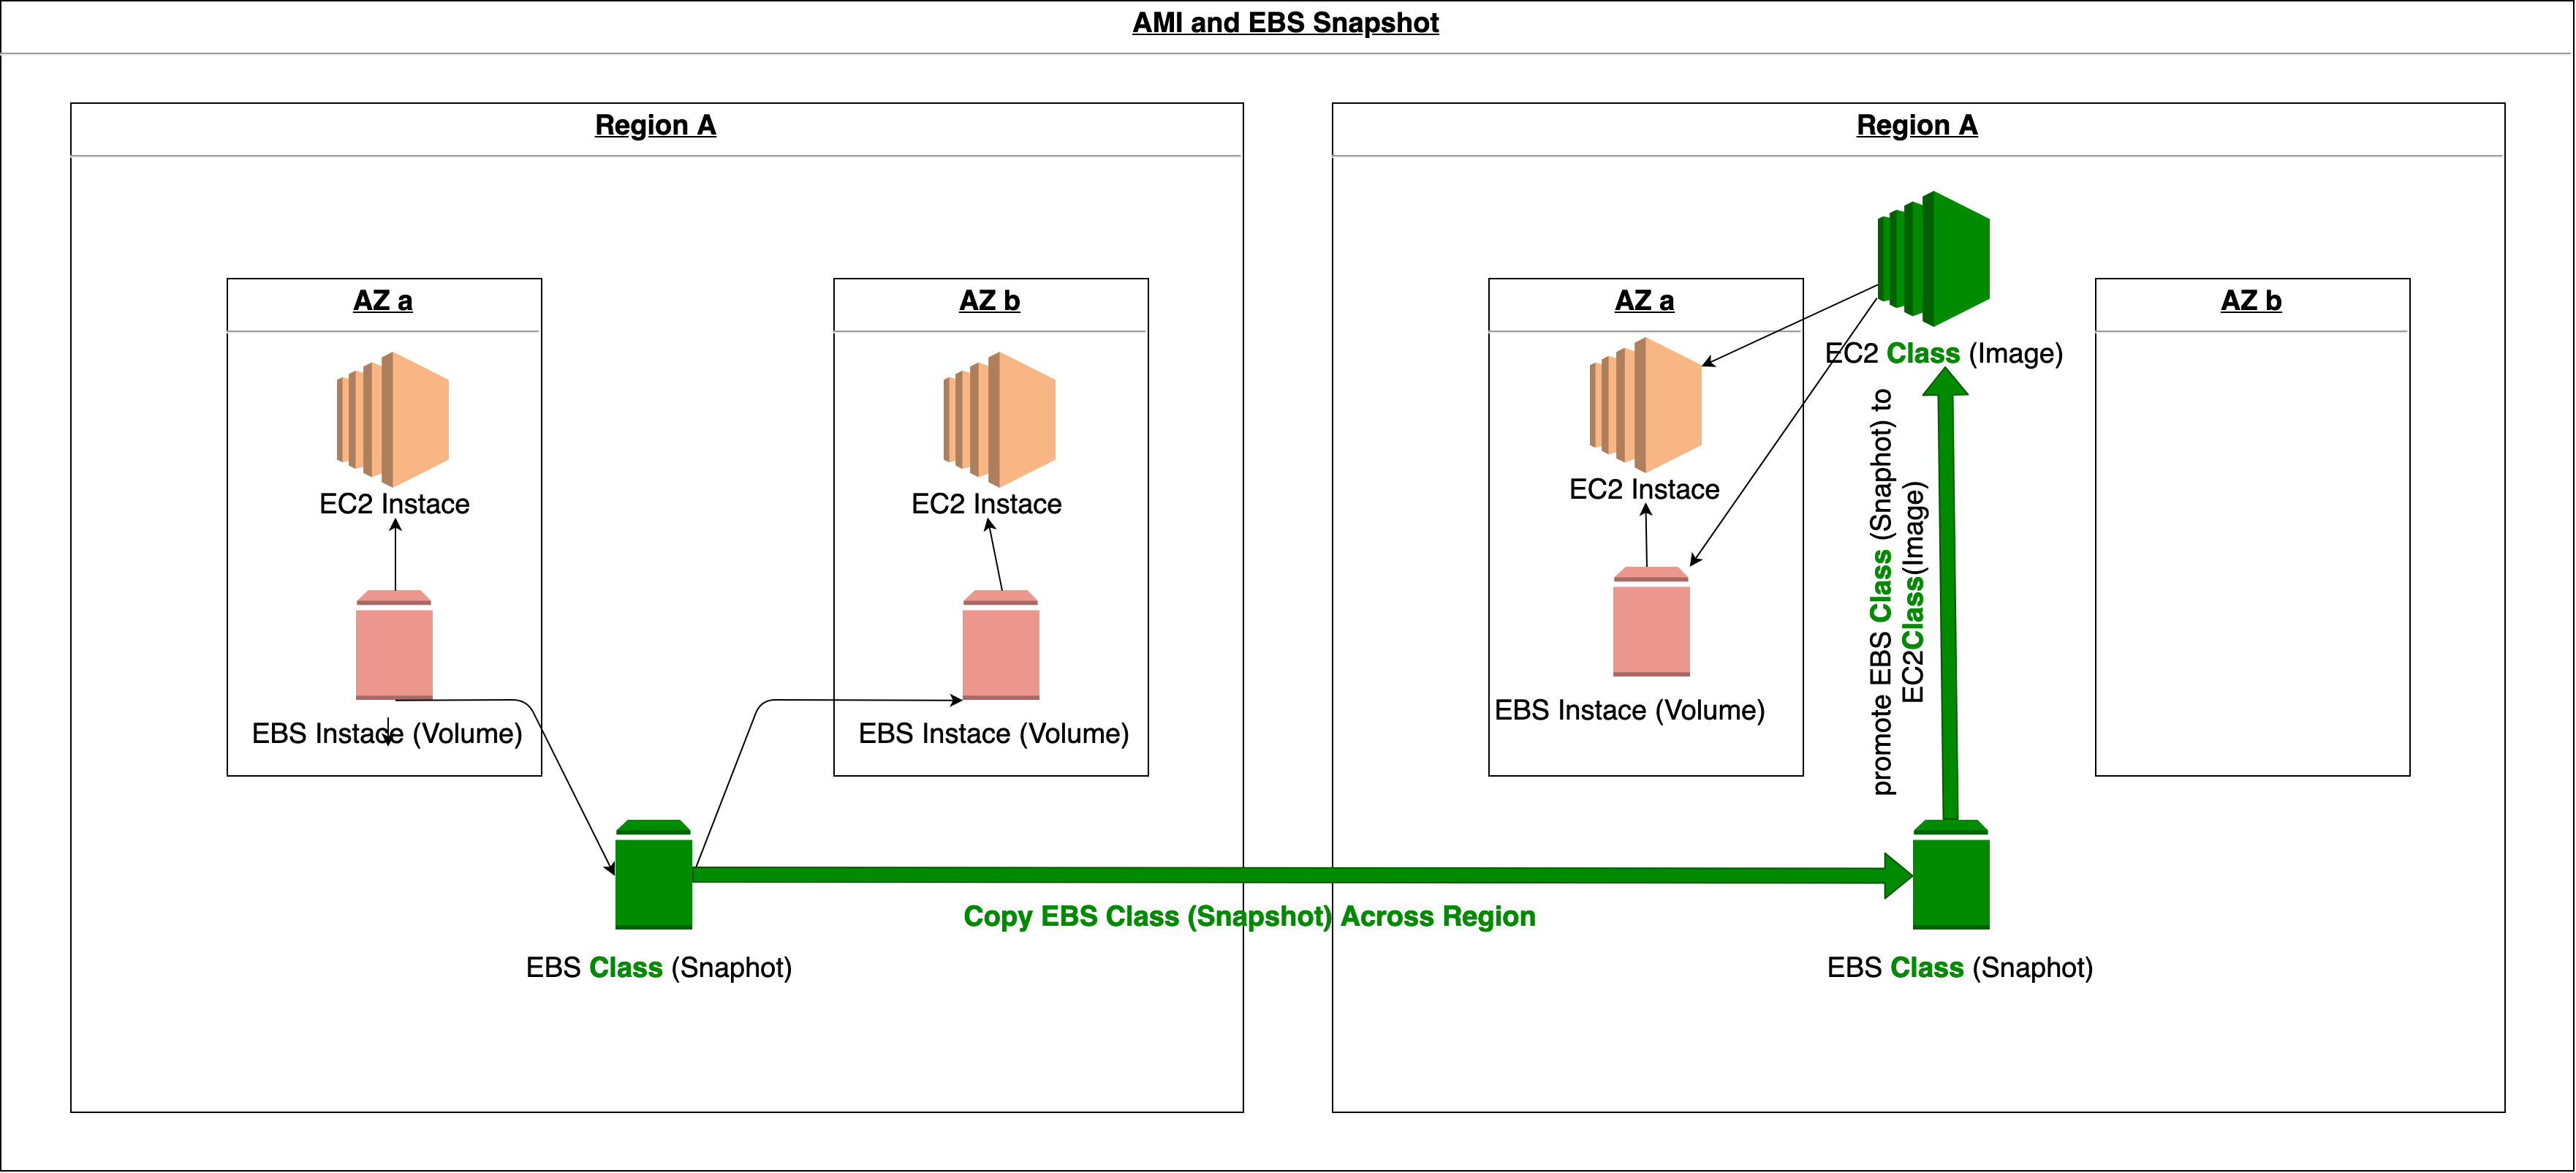 AMI and EBS Snapshot
Region A
AZ a
EC2 Instace
EBS Instace (Volume)
AZ b
EC2 Instace
EBS Instace (Volume)
EBS Class (Snaphot)
Copy EBS Class (Snapshot) Across Region
Region A
AZ a
EC2 Instace
EBS Instace (Volume)
EC2 Class (Image)
promote EBS Class (Snaphot) to
EC2Class(Image)
AZ b
EBS Class (Snaphot)